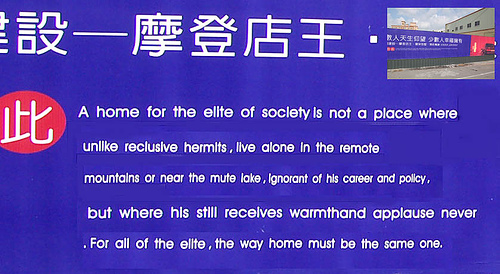 建設—摩登店王
此
A home for the elite of society is not a place where
unlike reclusive hermits, live alone in the remote
mountains or near the mute lake, ignorant of his career and policy,
but where his still receives warmthand applause never
. For all of the elite, the way home must be the same one.